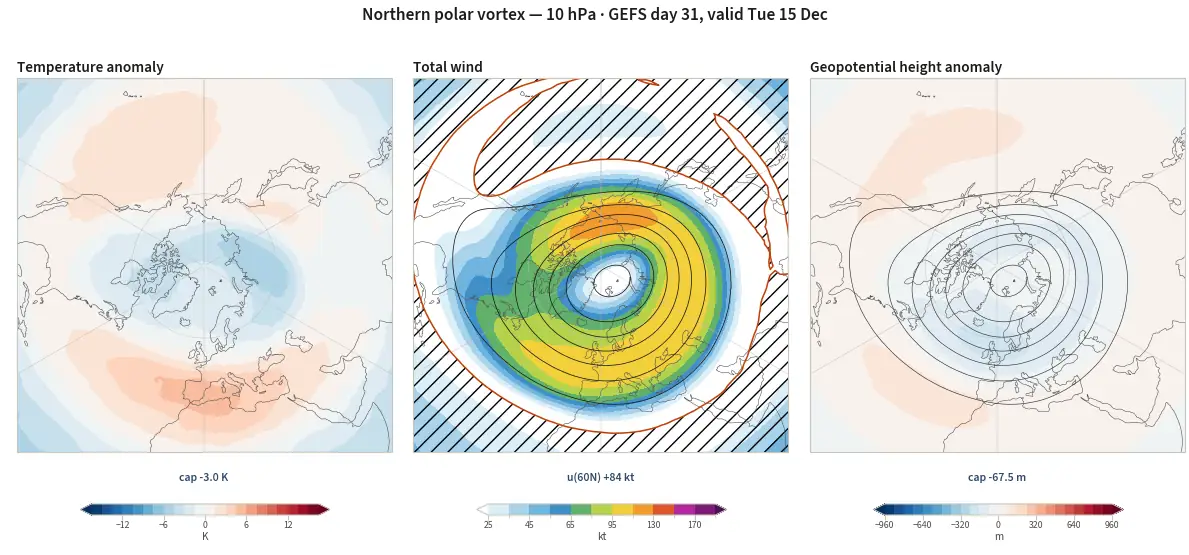 Northern polar vortex — 10 hPa · GEFS day 31, valid Tue 15 Dec
Temperature anomaly
Total wind
Geopotential height anomaly
cap -3.0 K
u(60N) +84 kt
cap -67.5 m
−12 −6 0 6 12
K
25 45 65 95 130 170
kt
−960 −640 −320 0 320 640 960
m